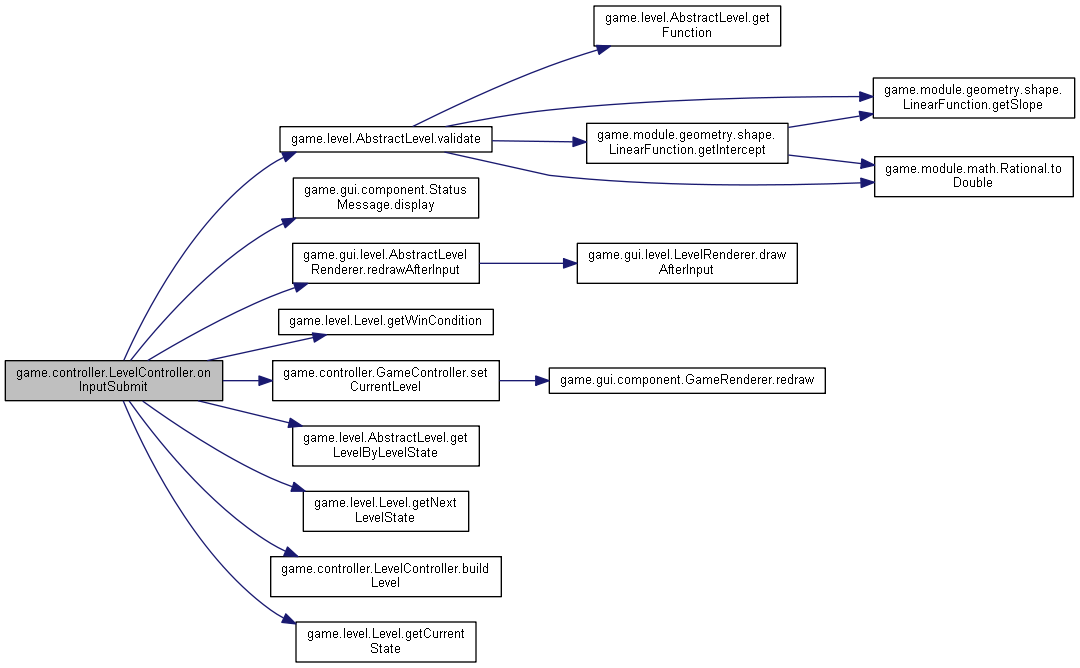 game.level.AbstractLevel.get
Function
game.module.geometry.shape.
LinearFunction.getSlope
game.level.AbstractLevel.validate
game.module.geometry.shape.
LinearFunction.getIntercept
game.module.math.Rational.to
Double
game.gui.component.Status
Message.display
game.gui.level.AbstractLevel
Renderer.redrawAfterInput
game.gui.level.LevelRenderer.draw
AfterInput
game.level.Level.getWinCondition
game.controller.LevelController.on
InputSubmit
game.controller.GameController.set
CurrentLevel
game.gui.component.GameRenderer.redraw
game.level.AbstractLevel.get
LevelByLevelState
game.level.Level.getNext
LevelState
game.controller.LevelController.build
Level
game.level.Level.getCurrent
State